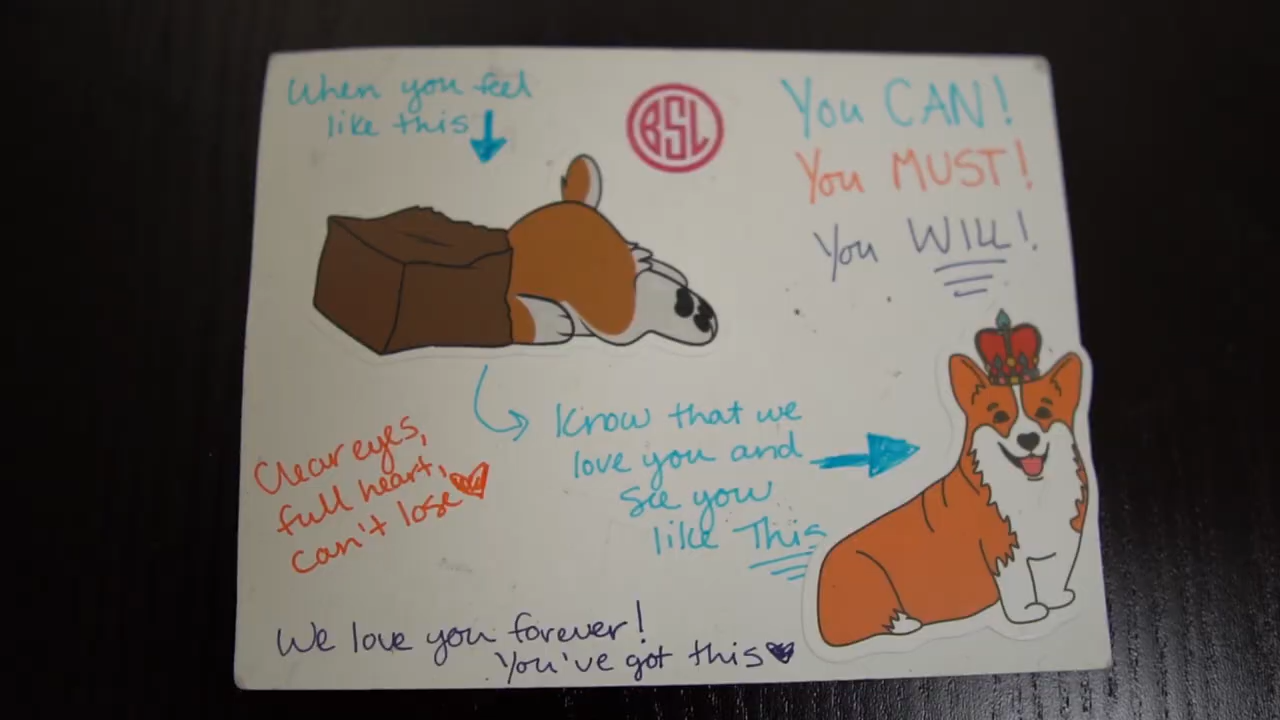 When you feel
like this
BSL
You CAN!
You MUST!
You WILL!
Know that we
love you and
see you
like This
Clear eyes,
full heart,
can't lose
We love you forever!
You've got this